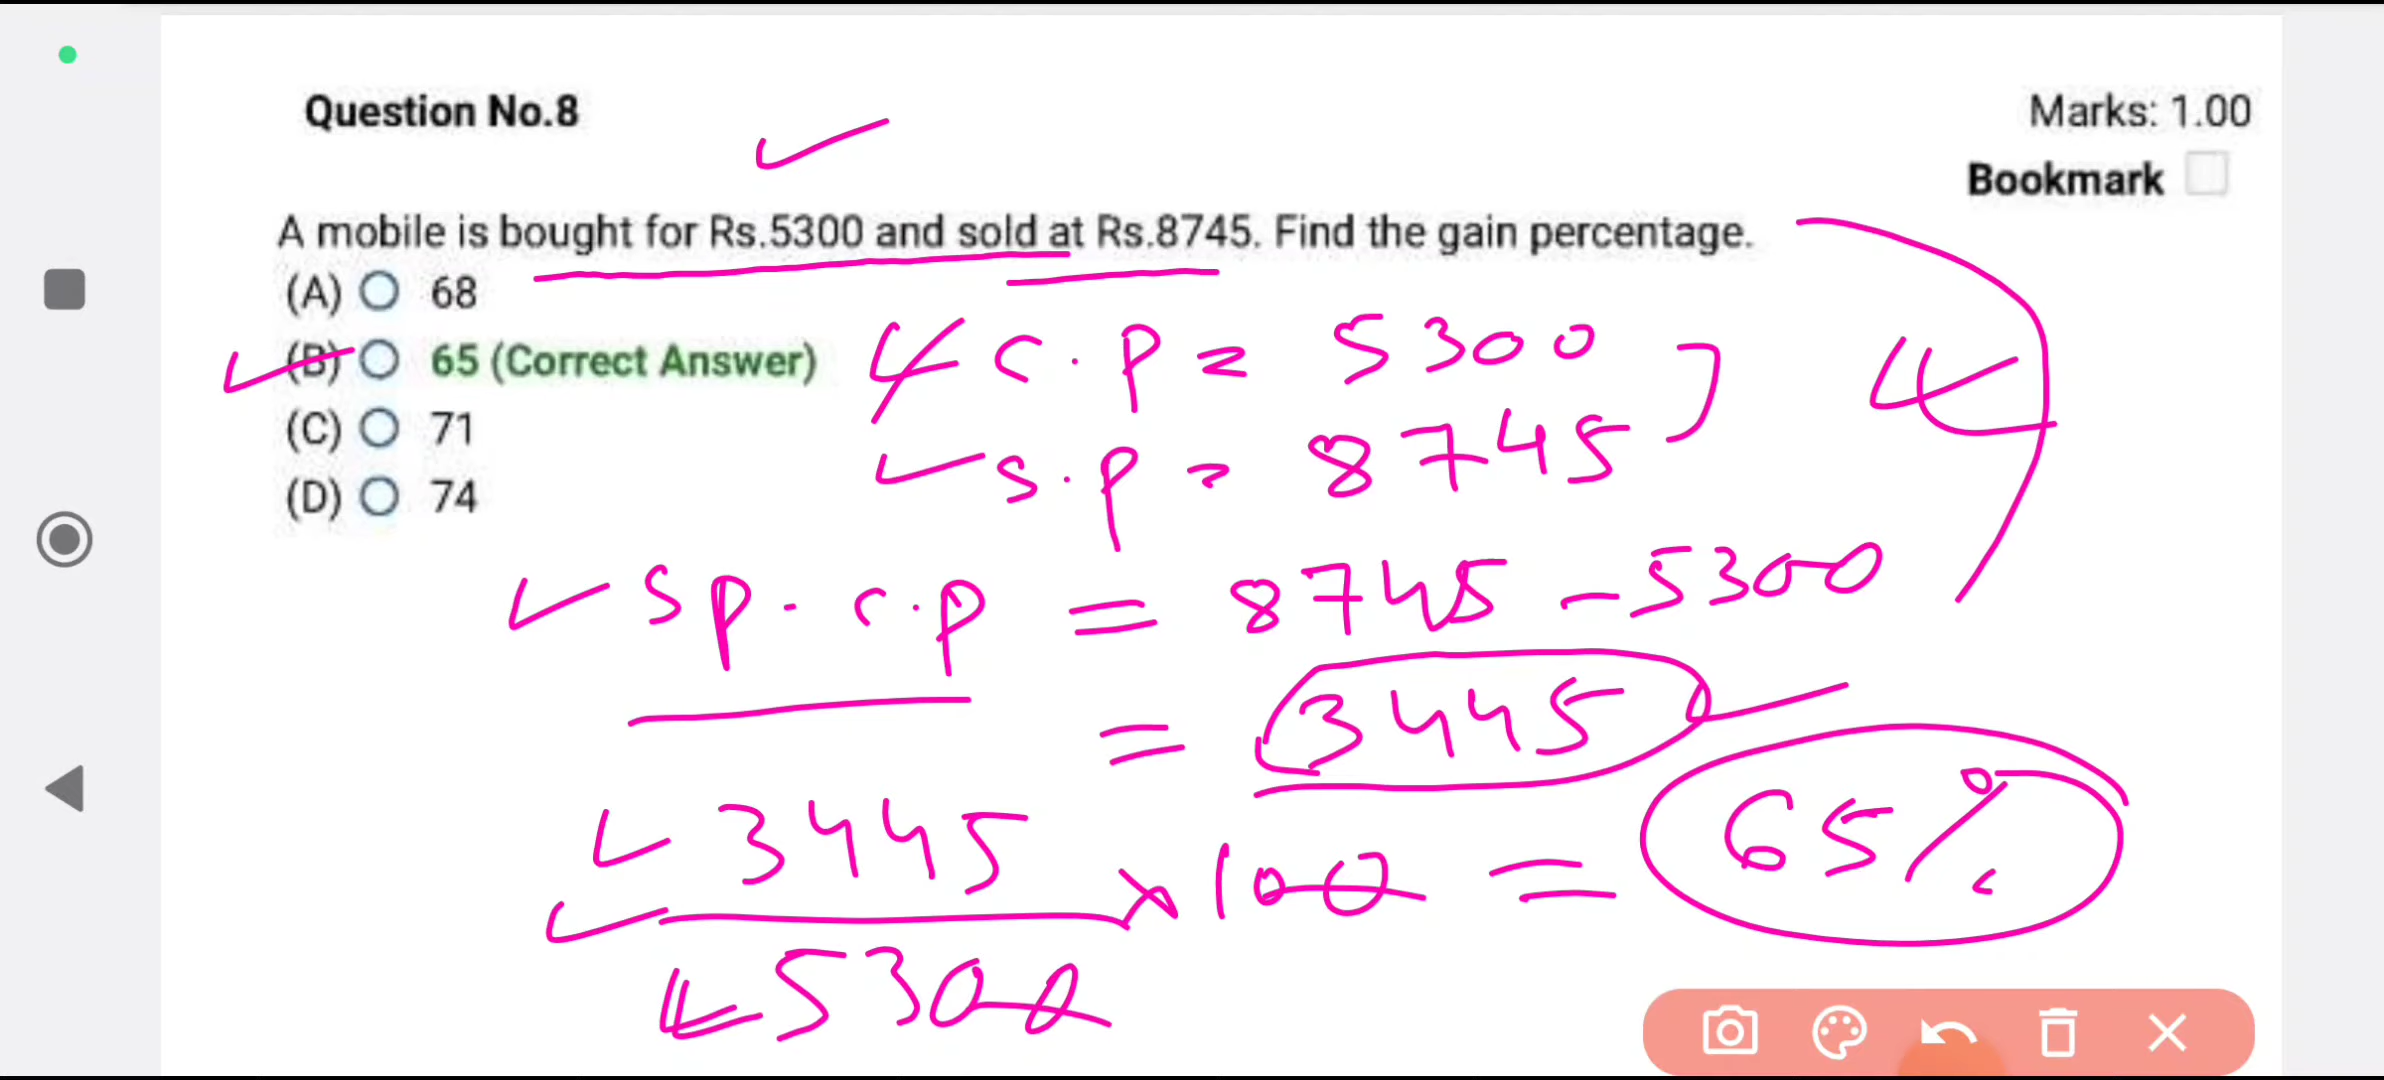 Question No.8
Marks: 1.00
Bookmark
A mobile is bought for Rs.5300 and sold at Rs.8745. Find the gain percentage.
(A) 68
(B) 65 (Correct Answer)
(C) 71
(D) 74
C.P = 5300
S.P = 8745
SP - C.P = 8745 - 5300
= 3445
3445
× 100 = 65%
5300